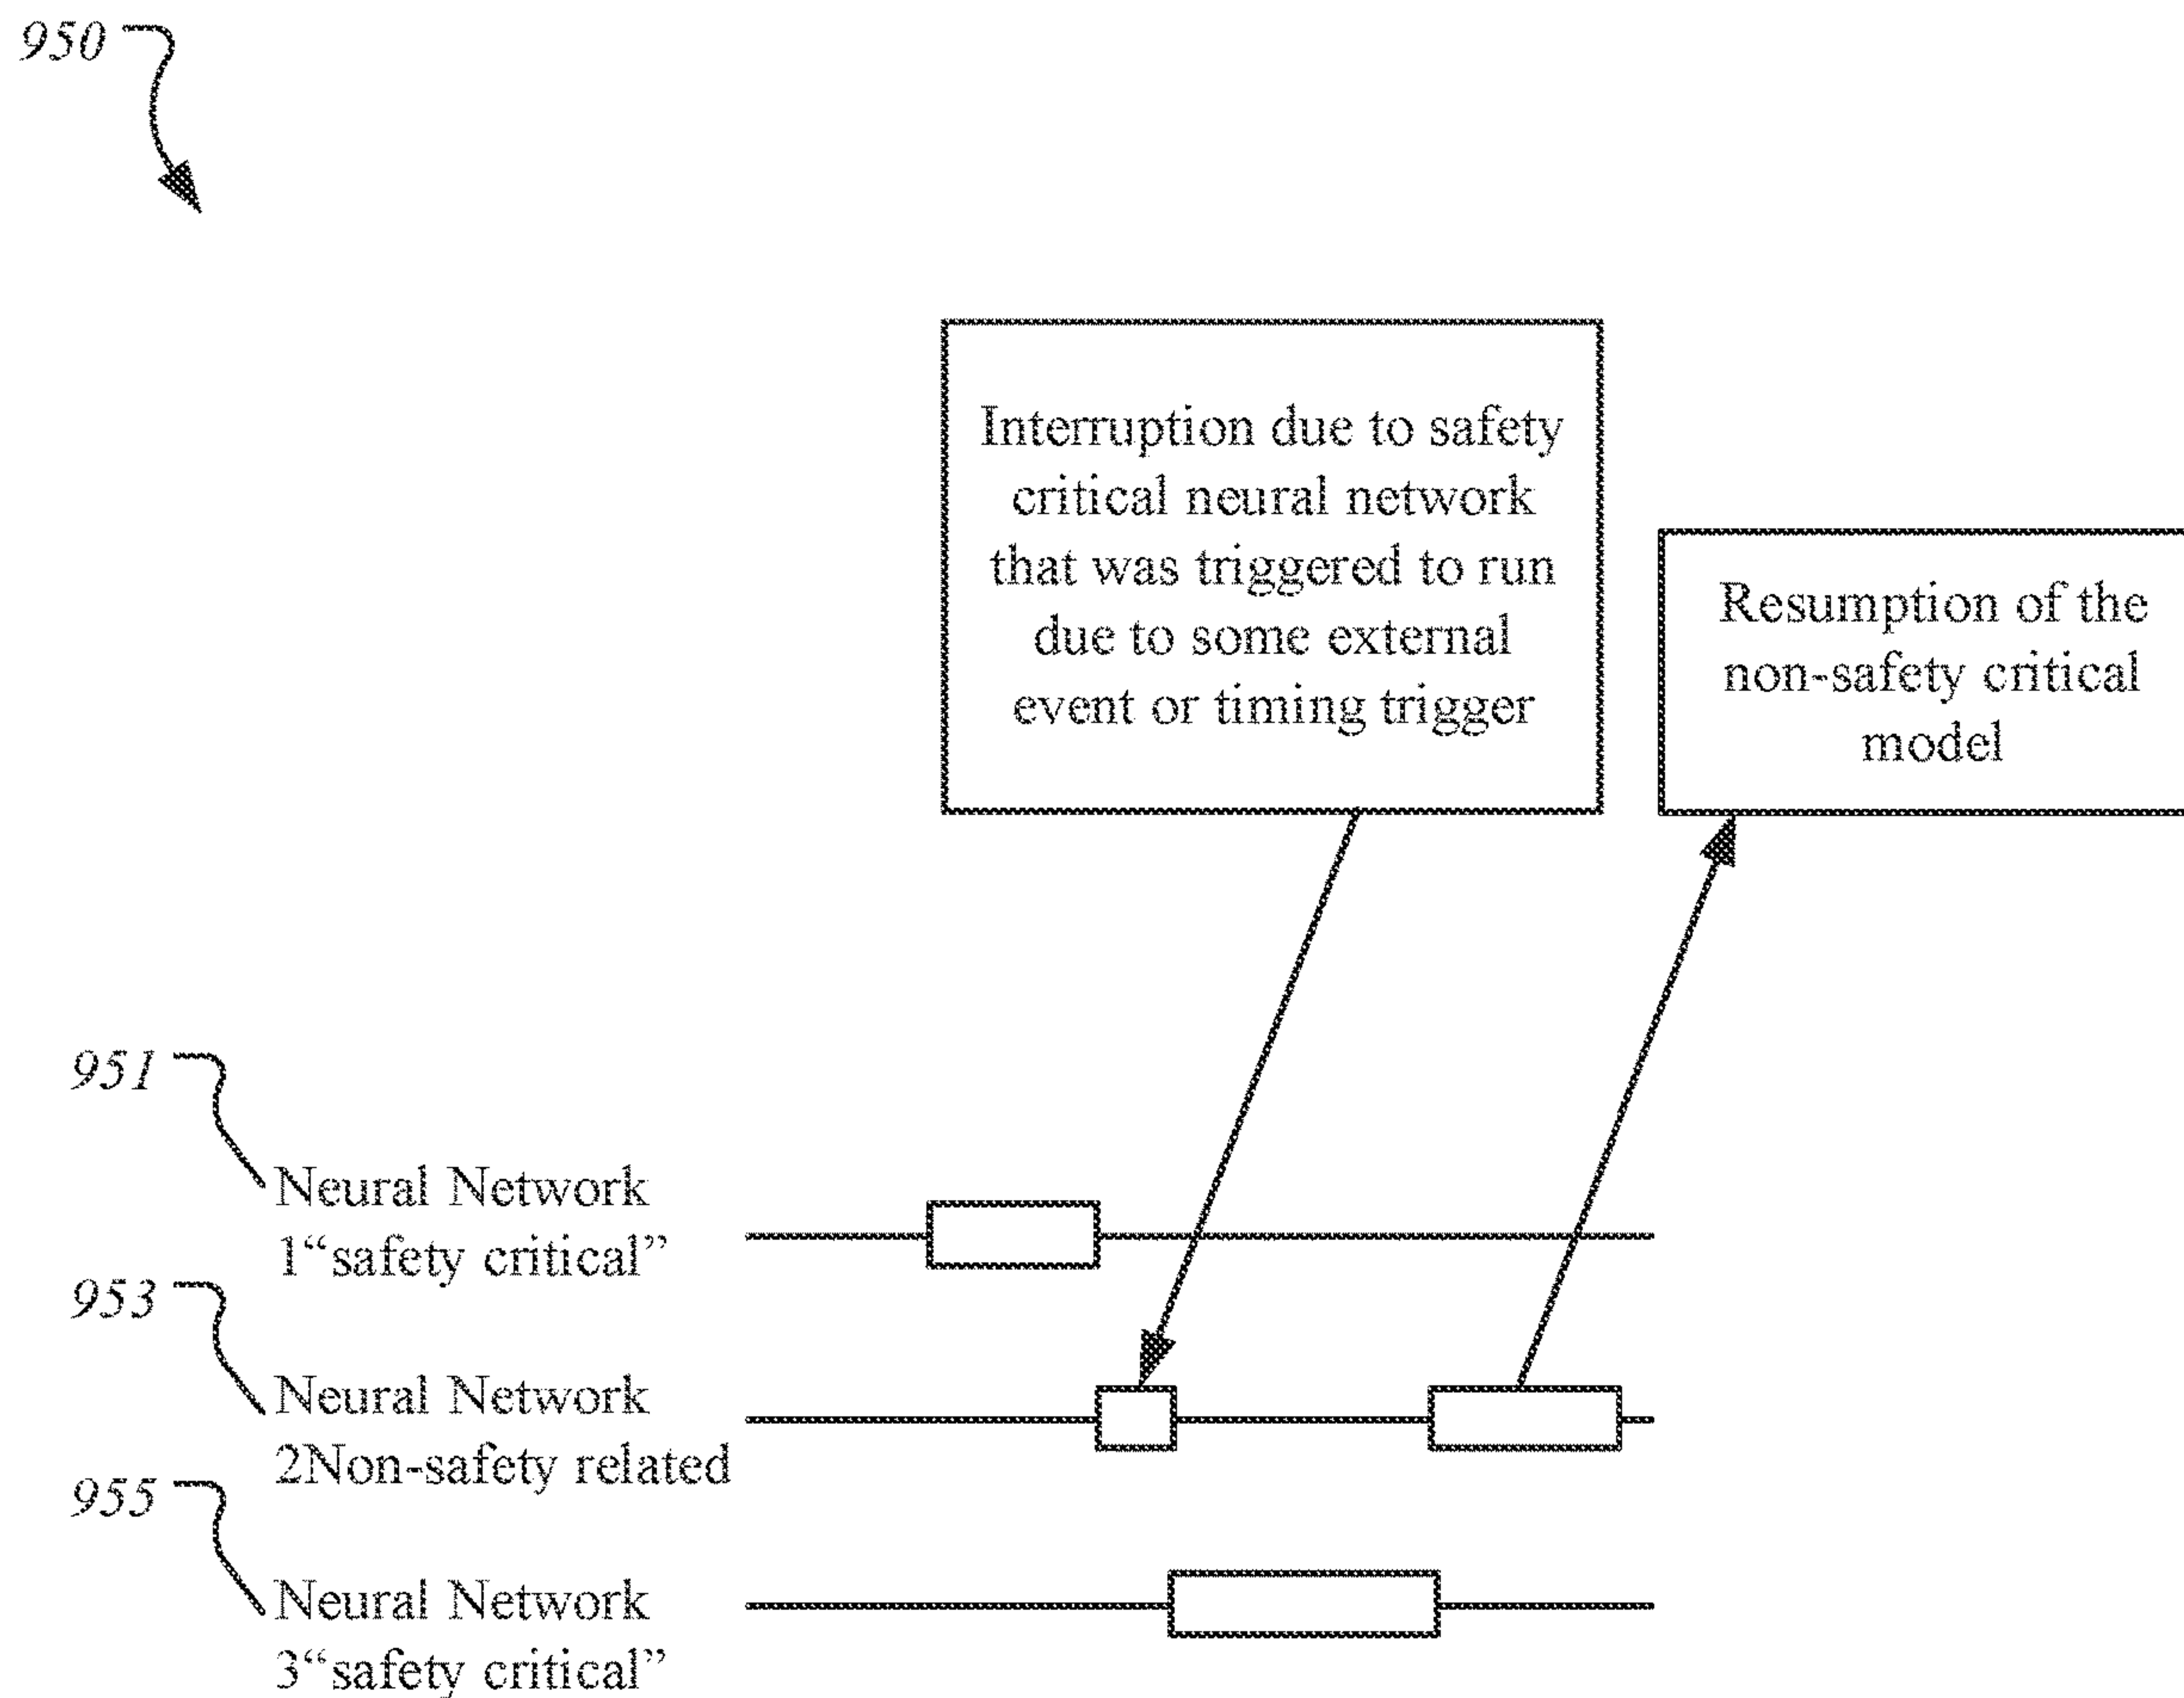 950
Interruption due to safety
critical neural network
that was triggered to run
due to some external
event or timing trigger
Resumption of the
non-safety critical
model
951
Neural Network
1“safety critical”
953
Neural Network
2Non-safety related
955
Neural Network
3“safety critical”